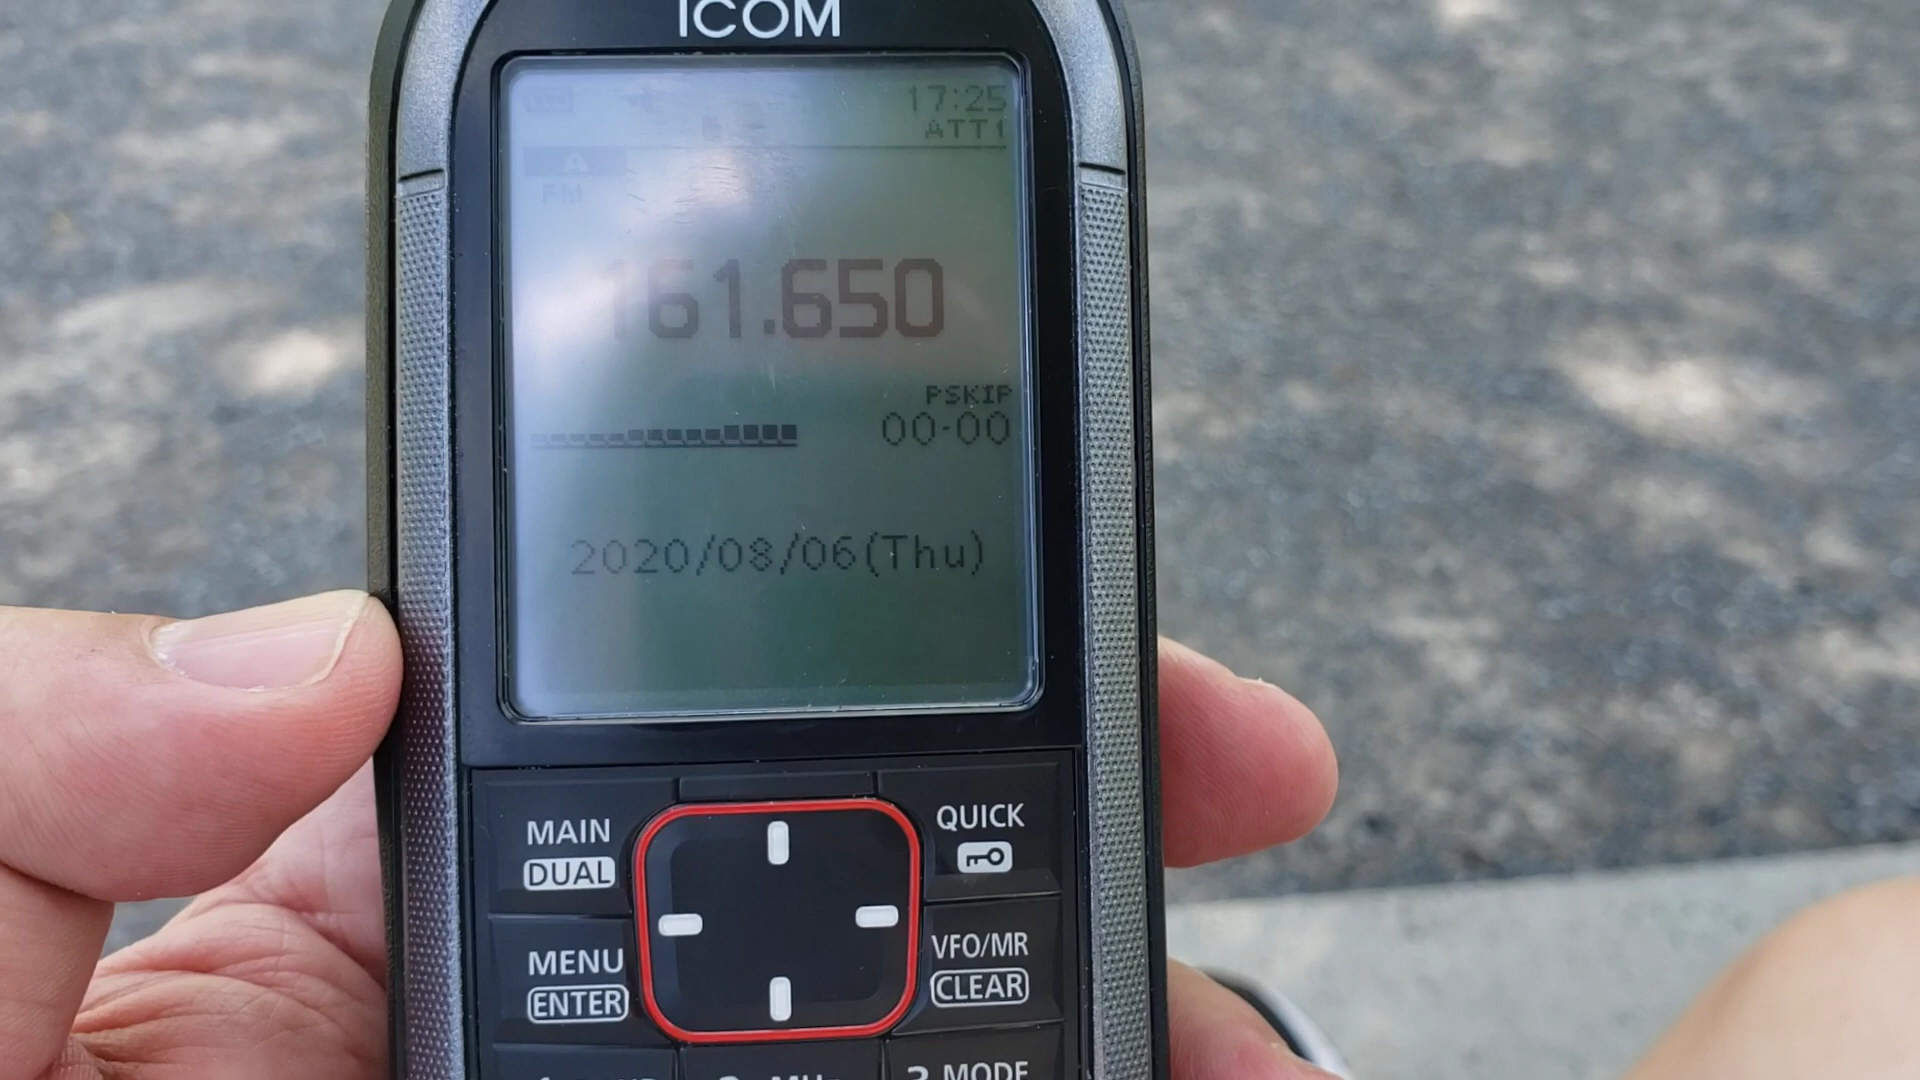 ICOM
17:25
ATT1
A
FM
161.650
PSKIP
00-00
2020/08/06(Thu)
MAIN
DUAL
QUICK
MENU
ENTER
VFO/MR
CLEAR
3 MODE